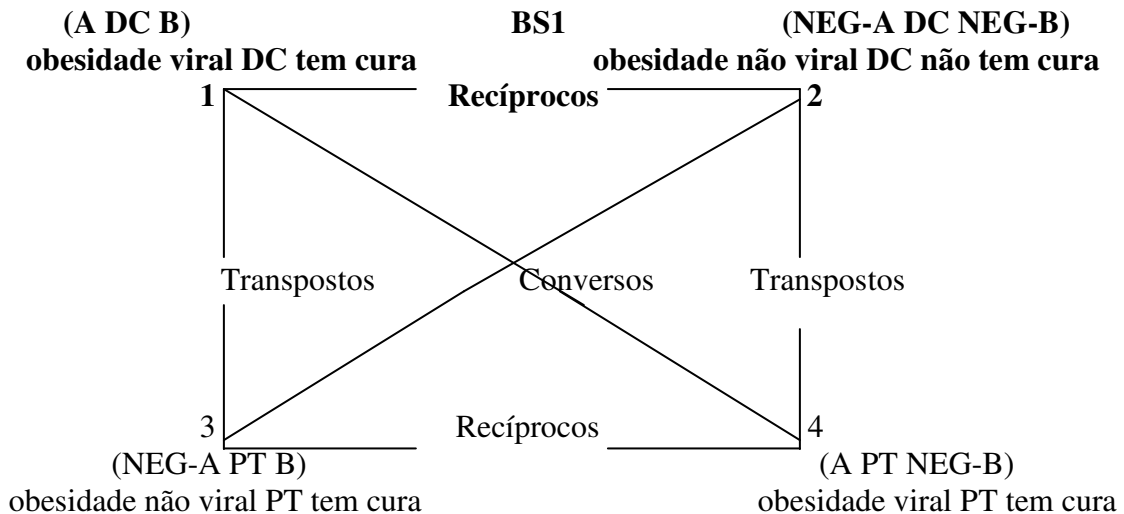 (A DC B) BS1 (NEG-A DC NEG-B)
obesidade viral DC tem cura obesidade não viral DC não tem cura
1 Recíprocos 2
Transpostos Conversos Transpostos
3 Recíprocos 4
(NEG-A PT B) (A PT NEG-B)
obesidade não viral PT tem cura obesidade viral PT tem cura